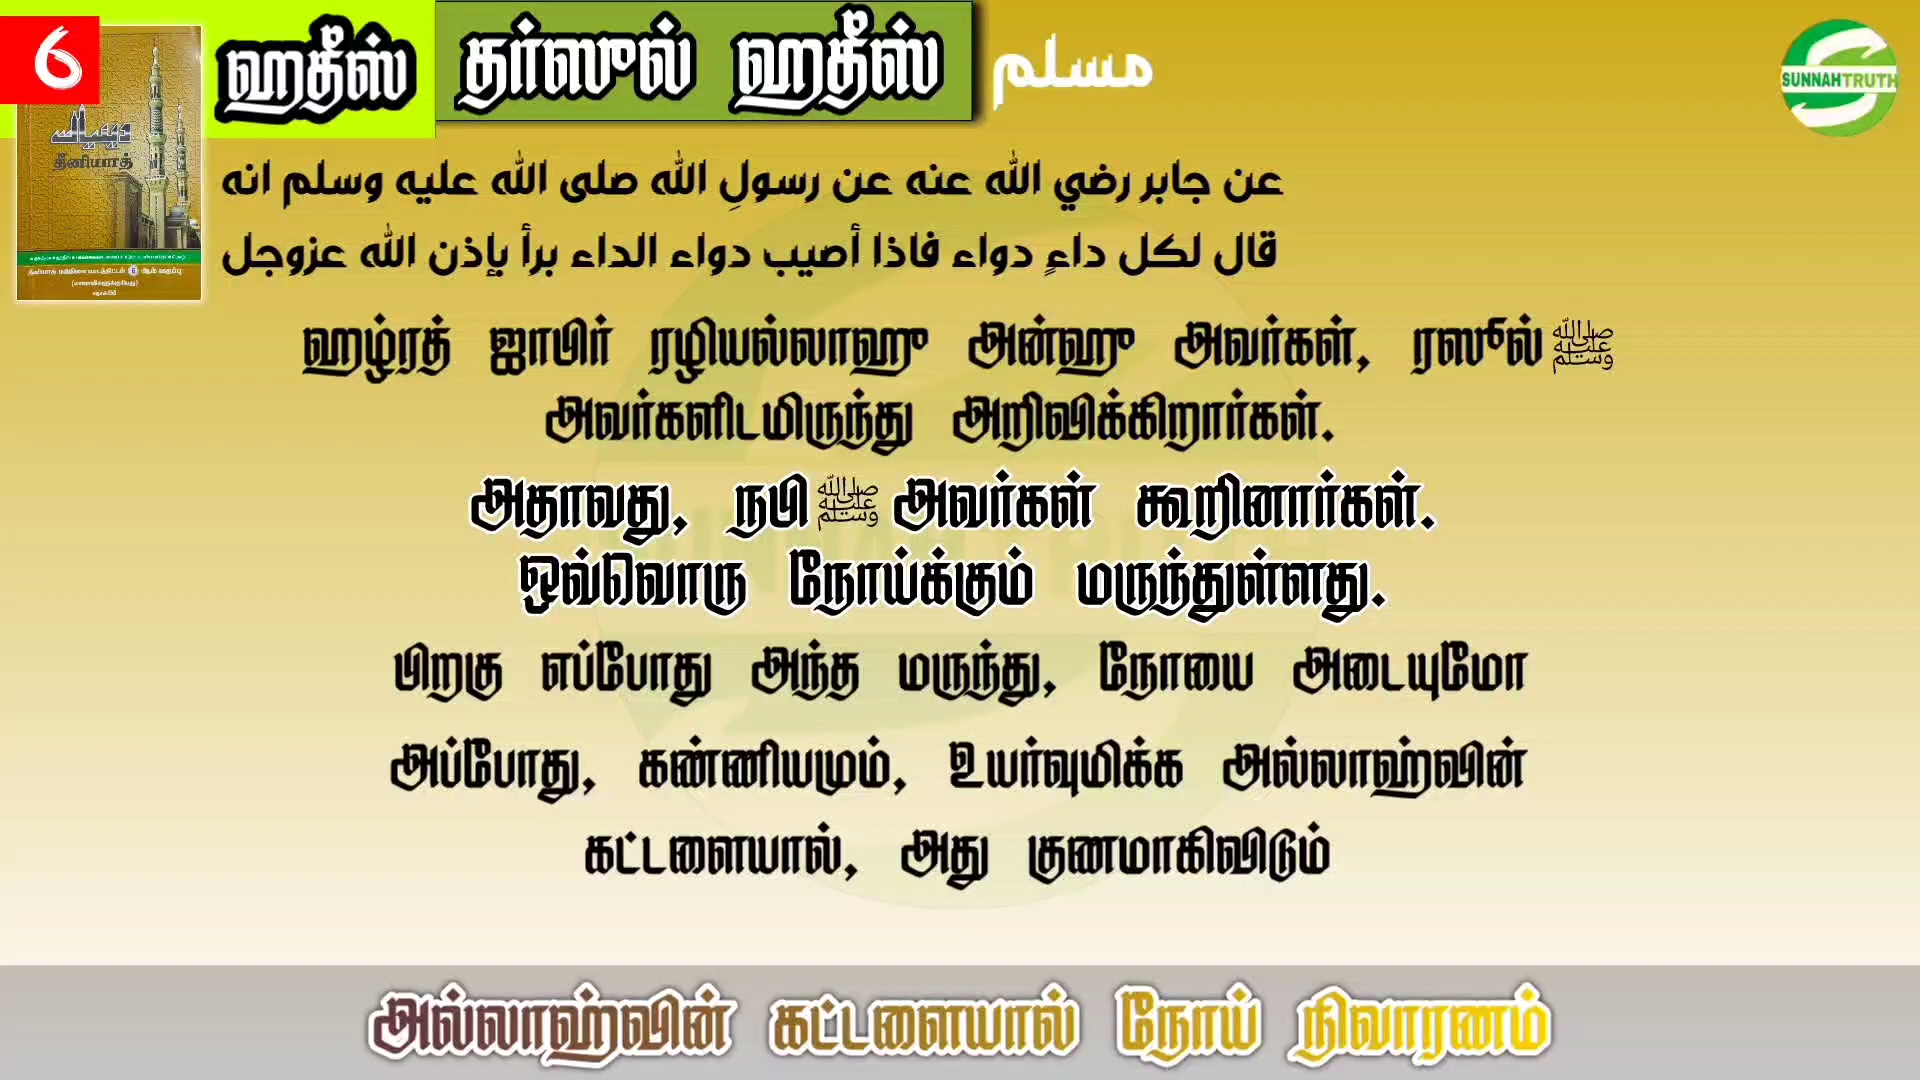 6
ஹதீஸ்
தர்ஸுல் ஹதீஸ்
مسلم
SUNNAHTRUTH
தீனியாத்
عن جابر رضي الله عنه عن رسولِ الله صلى الله عليه وسلم انه
قال لكل داءٍ دواء فاذا أصيب دواء الداء برأ بإذن الله عزوجل
ஹழ்ரத் ஜாபிர் ரழியல்லாஹு அன்ஹு அவர்கள், ரஸூல் ﷺ
அவர்களிடமிருந்து அறிவிக்கிறார்கள்.
அதாவது, நபி ﷺ அவர்கள் கூறினார்கள்.
ஒவ்வொரு நோய்க்கும் மருந்துள்ளது.
பிறகு எப்போது அந்த மருந்து, நோயை அடையுமோ
அப்போது, கண்ணியமும், உயர்வுமிக்க அல்லாஹ்வின்
கட்டளையால், அது குணமாகிவிடும்
அல்லாஹ்வின் கட்டளையால் நோய் நிவாரணம்